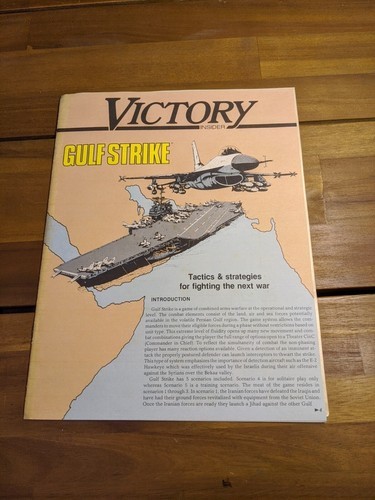 VICTORY
INSIDER
GULF STRIKE
Tactics & strategies
for fighting the next war
INTRODUCTION
Gulf Strike is a game of combined arms warfare at the operational and strategic
level. The combat elements consist of the land, air and sea forces potentially
available in the volatile Persian Gulf region. The game system allows the com-
manders to move their eligible forces during a phase without restrictions based on
unit type. This extreme level of fluidity opens up many new movement and com-
bat combinations giving the player the full range of options open to a Theater CinC
(Commander in Chief). To reflect the simultaneity of combat the non-phasing
player has many reaction options available. Given a detection of an imminent at-
tack the properly postured defender can launch interceptors to thwart the strike.
This type of system emphasizes the importance of detection aircraft such as the E-2
Hawkeye which was effectively used by the Israelis during their air offensive
against the Syrians over the Bekaa valley.
Gulf Strike has 5 scenarios included. Scenario 4 is for solitaire play only
whereas Scenario 5 is a training scenario. The meat of the game resides in
scenarios 1 through 3. In scenario 1, the Iranian forces have defeated the Iraqis and
have had their ground forces revitalized with equipment from the Soviet Union.
Once the Iranian forces are ready they launch a Jihad against the other Gulf